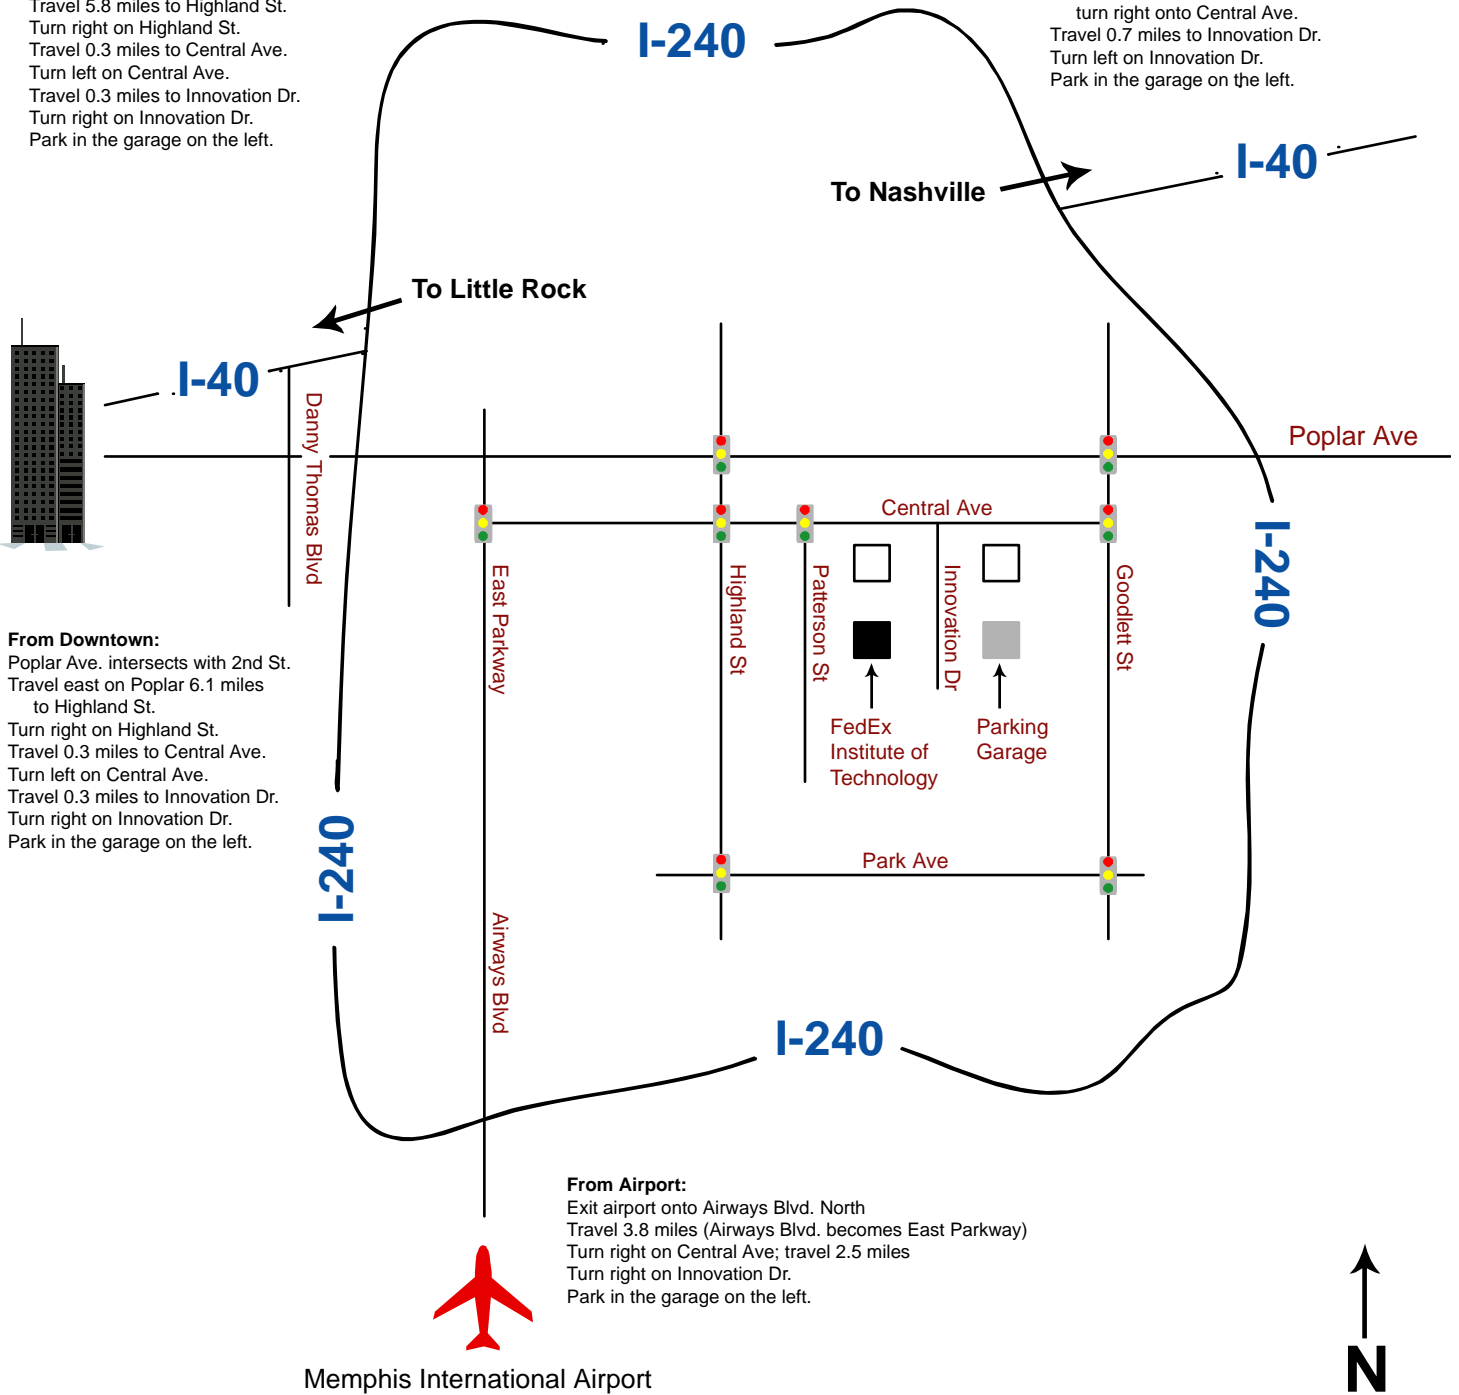 Travel 5.8 miles to Highland St.
Turn right on Highland St.
Travel 0.3 miles to Central Ave.
Turn left on Central Ave.
Travel 0.3 miles to Innovation Dr.
Turn right on Innovation Dr.
Park in the garage on the left.
I-240
turn right onto Central Ave.
Travel 0.7 miles to Innovation Dr.
Turn left on Innovation Dr.
Park in the garage on the left.
I-40
To Nashville
To Little Rock
I-40
Danny Thomas Blvd
Poplar Ave
Central Ave
I-240
East Parkway
Highland St
Patterson St
Innovation Dr
Goodlett St
FedEx
Institute of
Technology
Parking
Garage
From Downtown:
Poplar Ave. intersects with 2nd St.
Travel east on Poplar 6.1 miles
to Highland St.
Turn right on Highland St.
Travel 0.3 miles to Central Ave.
Turn left on Central Ave.
Travel 0.3 miles to Innovation Dr.
Turn right on Innovation Dr.
Park in the garage on the left.
I-240
Park Ave
Airways Blvd
I-240
From Airport:
Exit airport onto Airways Blvd. North
Travel 3.8 miles (Airways Blvd. becomes East Parkway)
Turn right on Central Ave; travel 2.5 miles
Turn right on Innovation Dr.
Park in the garage on the left.
Memphis International Airport
N